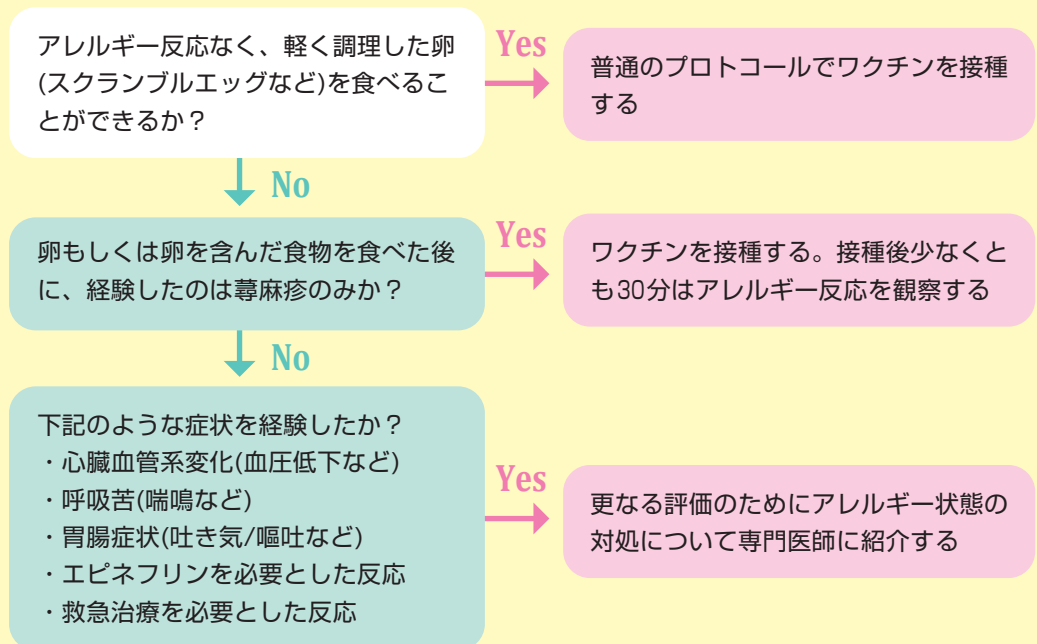 アレルギー反応なく、軽く調理した卵
(スクランブルエッグなど)を食べるこ
とができるか？
Yes
普通のプロトコールでワクチンを接種
する
No
卵もしくは卵を含んだ食物を食べた後
に、経験したのは蕁麻疹のみか？
Yes
ワクチンを接種する。接種後少なくと
も30分はアレルギー反応を観察する
No
下記のような症状を経験したか？
・心臓血管系変化(血圧低下など)
・呼吸苦(喘鳴など)
・胃腸症状(吐き気/嘔吐など)
・エピネフリンを必要とした反応
・救急治療を必要とした反応
Yes
更なる評価のためにアレルギー状態の
対処について専門医師に紹介する